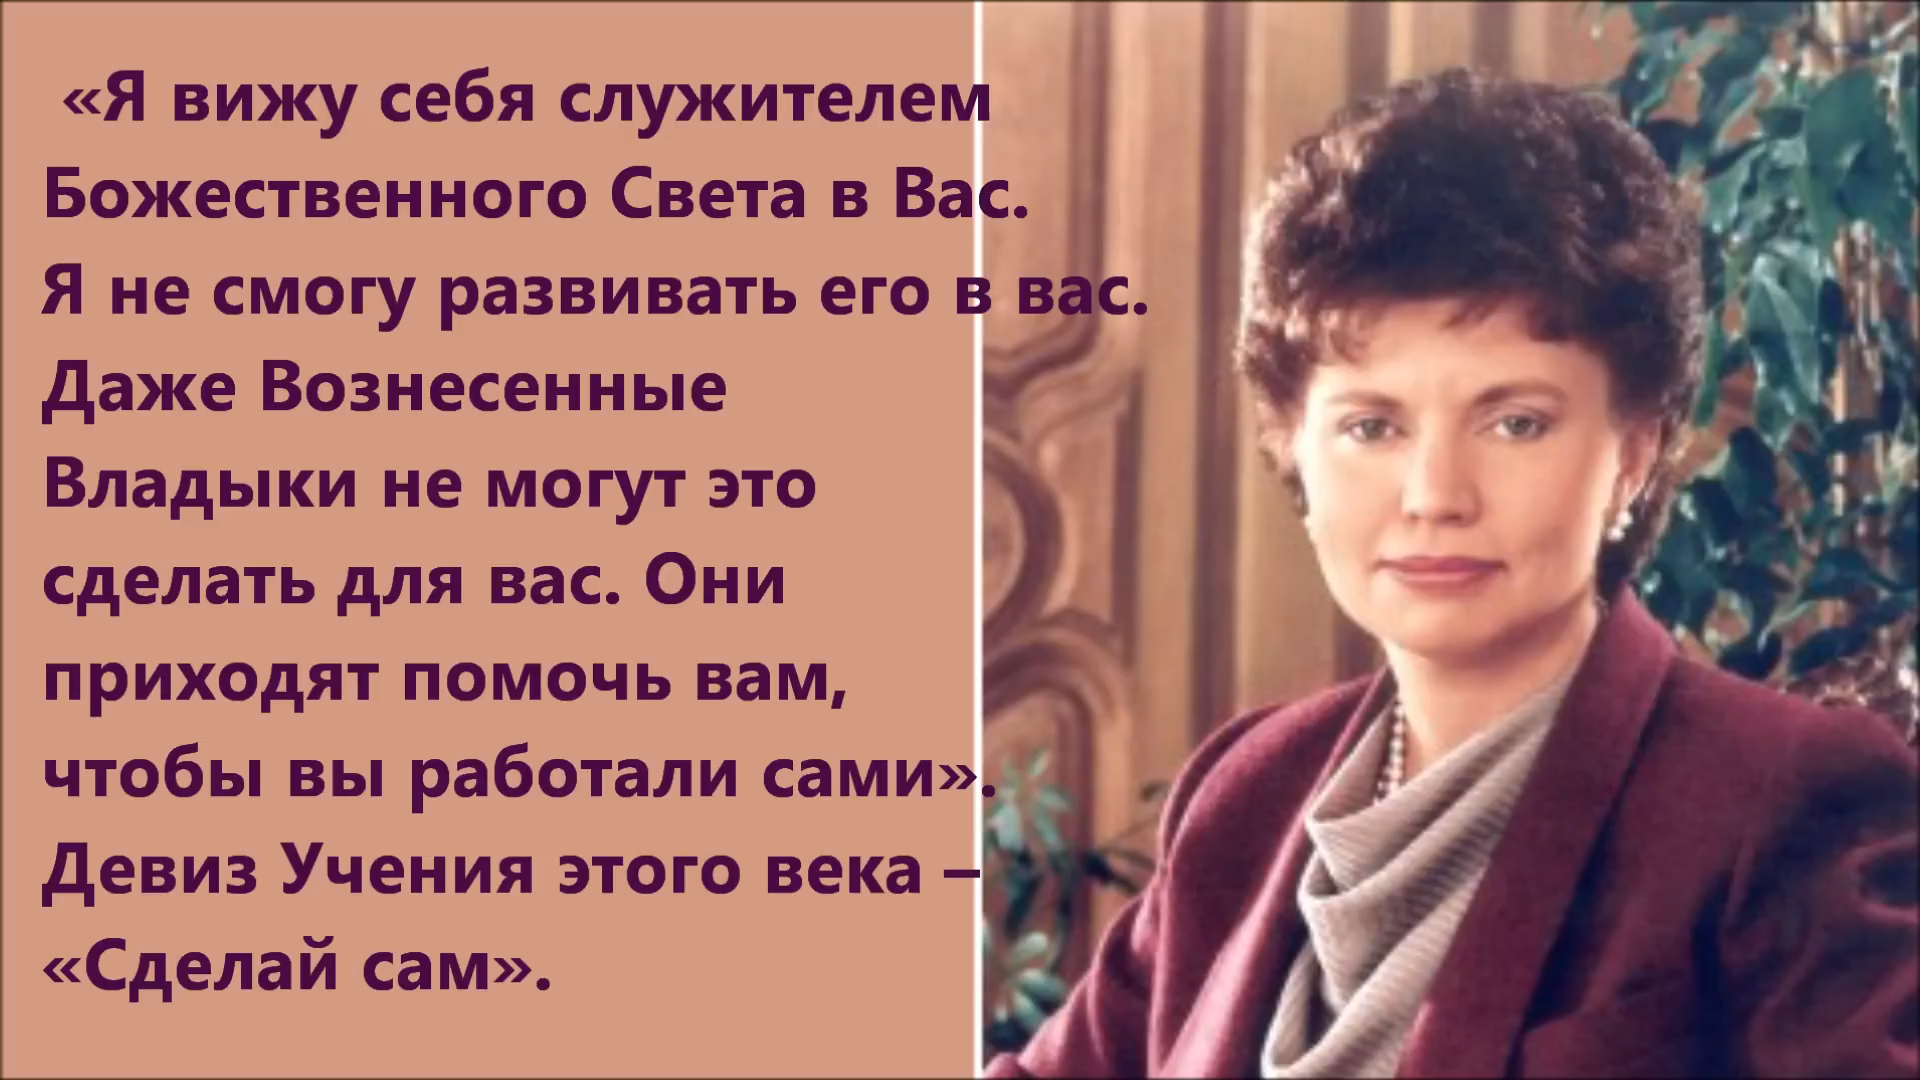 «Я вижу себя служителем
Божественного Света в Вас.
Я не смогу развивать его в вас.
Даже Вознесенные
Владыки не могут это
сделать для вас. Они
приходят помочь вам,
чтобы вы работали сами».
Девиз Учения этого века –
«Сделай сам».